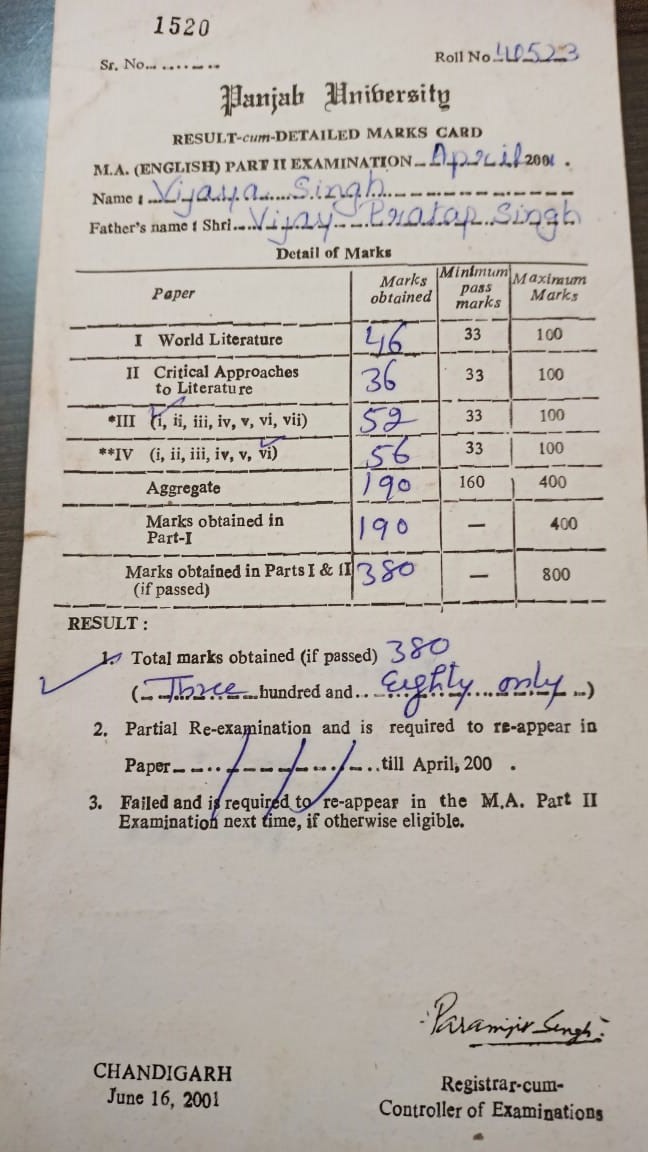 1520
Sr. No... .......
Roll No 40523
Panjab University
RESULT-cum-DETAILED MARKS CARD
M.A. (ENGLISH) PART II EXAMINATION April 2001 .
Name : Vijaya Singh
Father's name : Shri Vijay Pratap Singh
Detail of Marks
Paper Marks obtained Minimum pass marks Maximum Marks
I World Literature 46 33 100
II Critical Approaches to Literature 36 33 100
*III (i, ii, iii, iv, v, vi, vii) 52 33 100
**IV (i, ii, iii, iv, v, vi) 56 33 100
Aggregate 190 160 400
Marks obtained in Part-I 190 — 400
Marks obtained in Parts I & II (if passed) 380 — 800
RESULT :
1. Total marks obtained (if passed) 380
( Three hundred and Eighty only )
2. Partial Re-examination and is required to re-appear in
Paper ........ till April, 200 .
3. Failed and is required to re-appear in the M.A. Part II
Examination next time, if otherwise eligible.
Paramjit Singh
CHANDIGARH
June 16, 2001
Registrar-cum-
Controller of Examinations